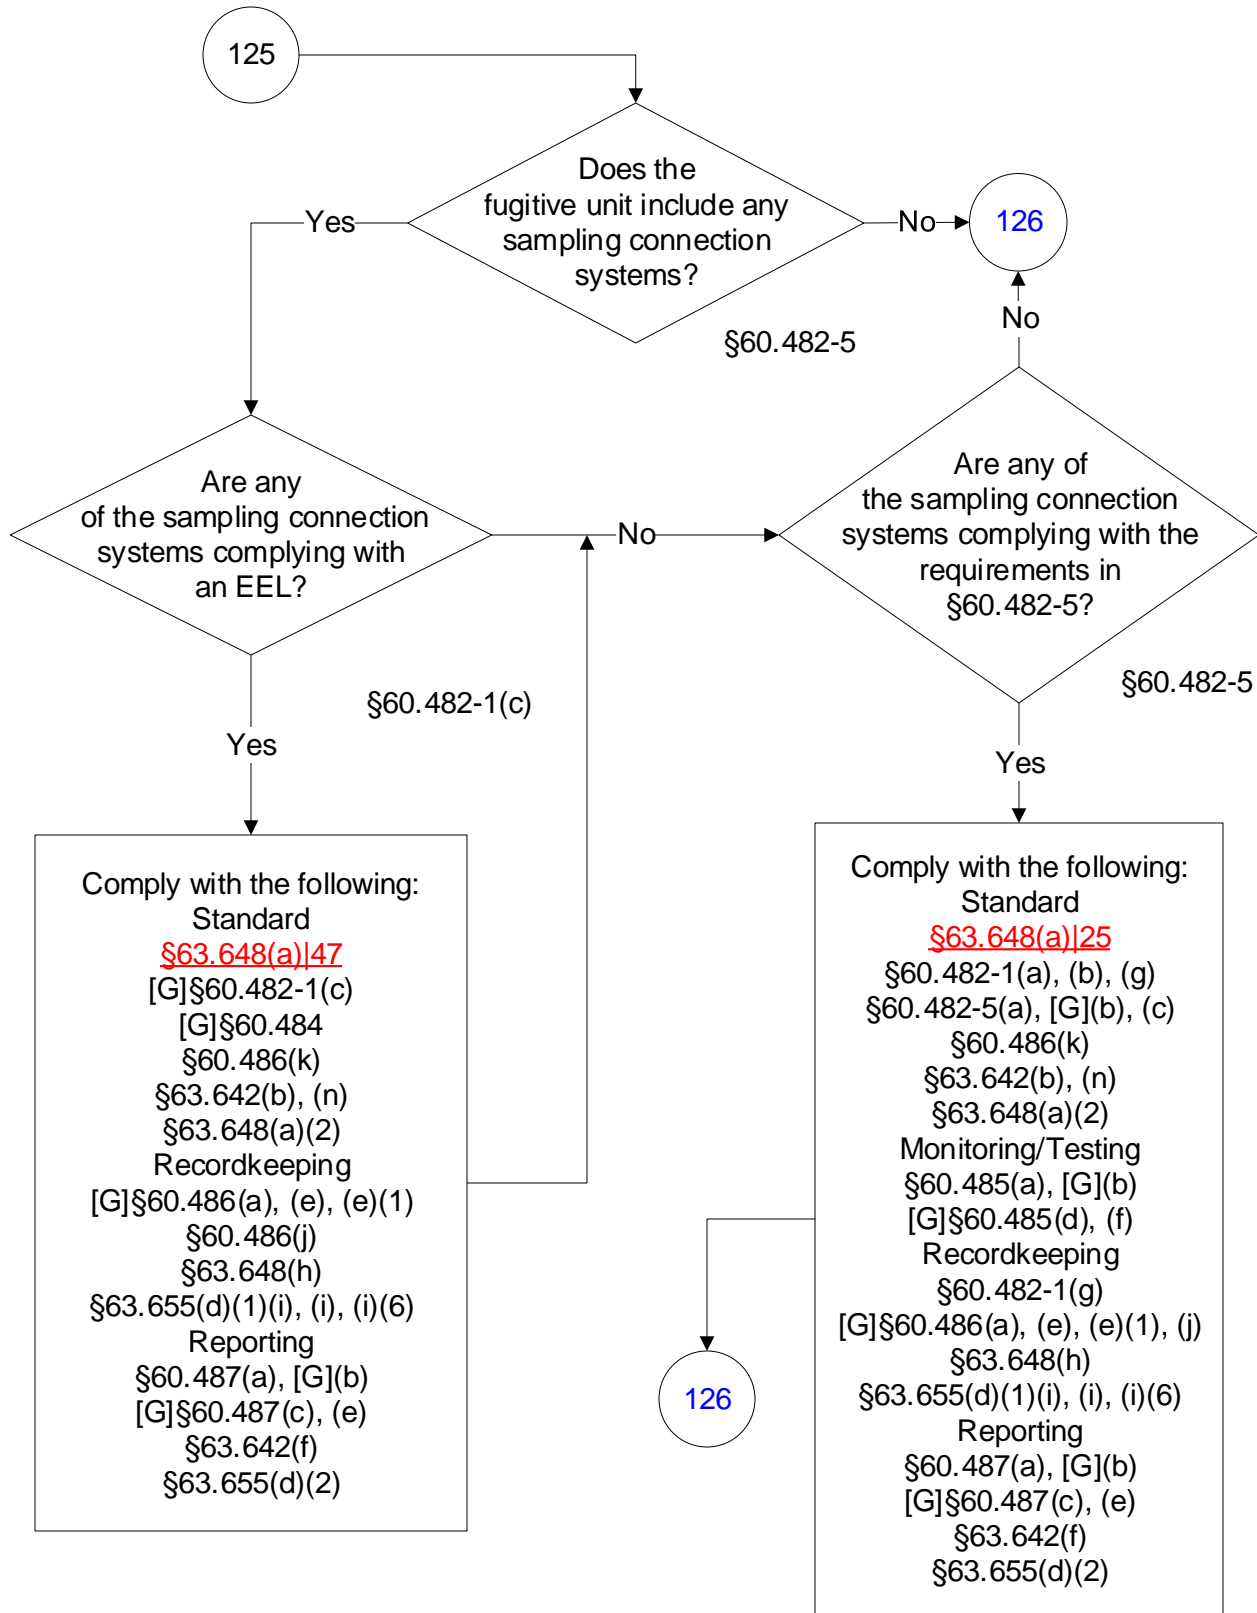 125
Does the
fugitive unit include any
sampling connection
systems?
Yes
No
126
§60.482-5
No
Are any
of the sampling connection
systems complying with
an EEL?
No
Are any of
the sampling connection
systems complying with the
requirements in
§60.482-5?
§60.482-1(c)
§60.482-5
Yes
Yes
Comply with the following:
Standard
§63.648(a)|47
[G]§60.482-1(c)
[G]§60.484
§60.486(k)
§63.642(b), (n)
§63.648(a)(2)
Recordkeeping
[G]§60.486(a), (e), (e)(1)
§60.486(j)
§63.648(h)
§63.655(d)(1)(i), (i), (i)(6)
Reporting
§60.487(a), [G](b)
[G]§60.487(c), (e)
§63.642(f)
§63.655(d)(2)
Comply with the following:
Standard
§63.648(a)|25
§60.482-1(a), (b), (g)
§60.482-5(a), [G](b), (c)
§60.486(k)
§63.642(b), (n)
§63.648(a)(2)
Monitoring/Testing
§60.485(a), [G](b)
[G]§60.485(d), (f)
Recordkeeping
§60.482-1(g)
[G]§60.486(a), (e), (e)(1), (j)
§63.648(h)
§63.655(d)(1)(i), (i), (i)(6)
Reporting
§60.487(a), [G](b)
[G]§60.487(c), (e)
§63.642(f)
§63.655(d)(2)
126